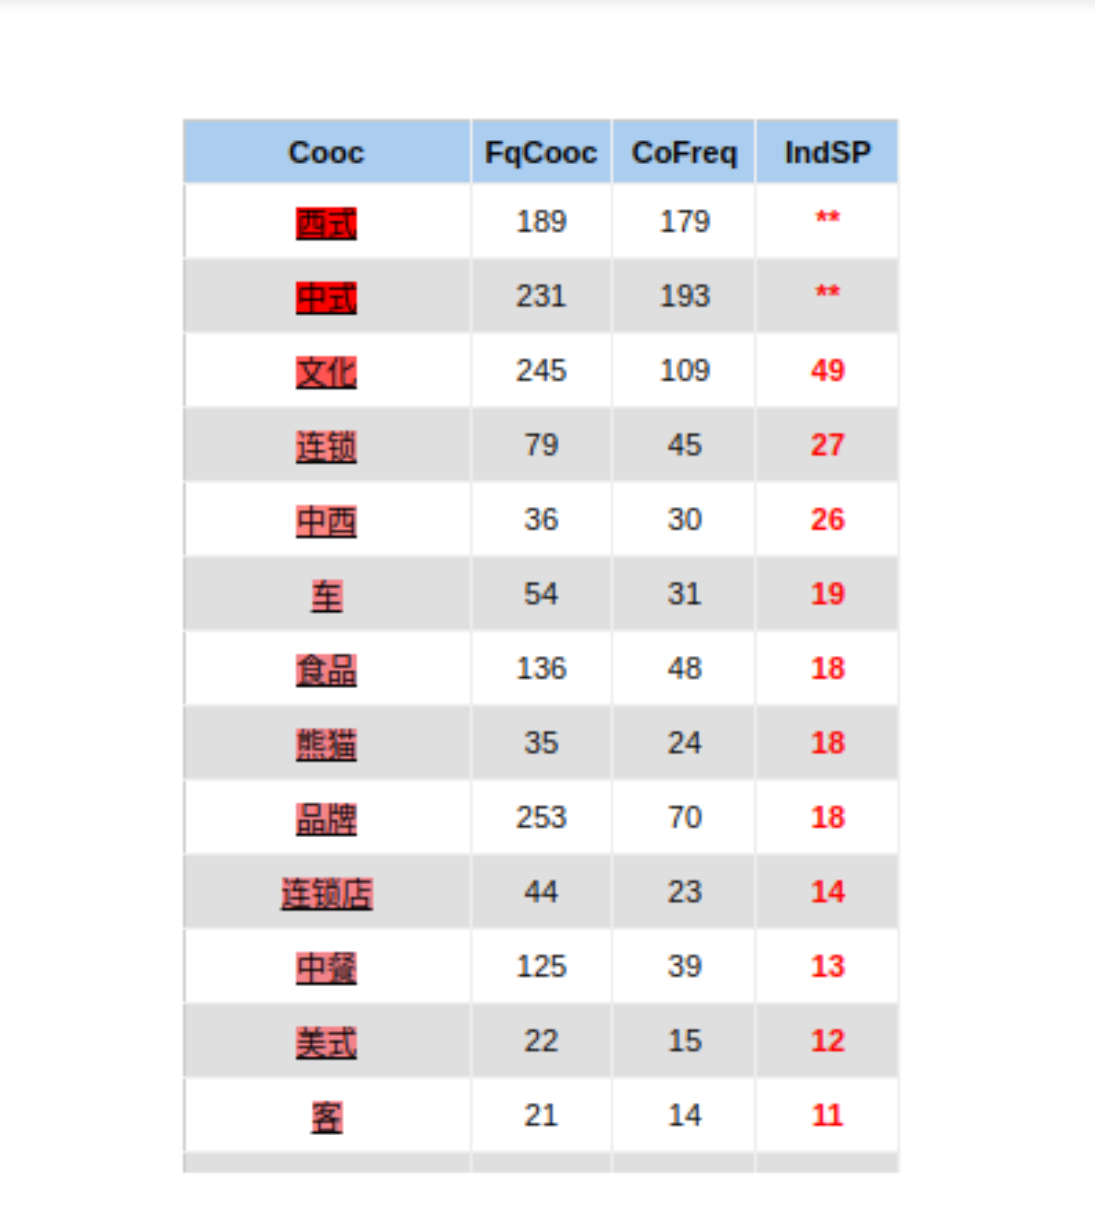 Cooc FqCooc CoFreq IndSP
西式 189 179 **
中式 231 193 **
文化 245 109 49
连锁 79 45 27
中西 36 30 26
车 54 31 19
食品 136 48 18
熊猫 35 24 18
品牌 253 70 18
连锁店 44 23 14
中餐 125 39 13
美式 22 15 12
客 21 14 11